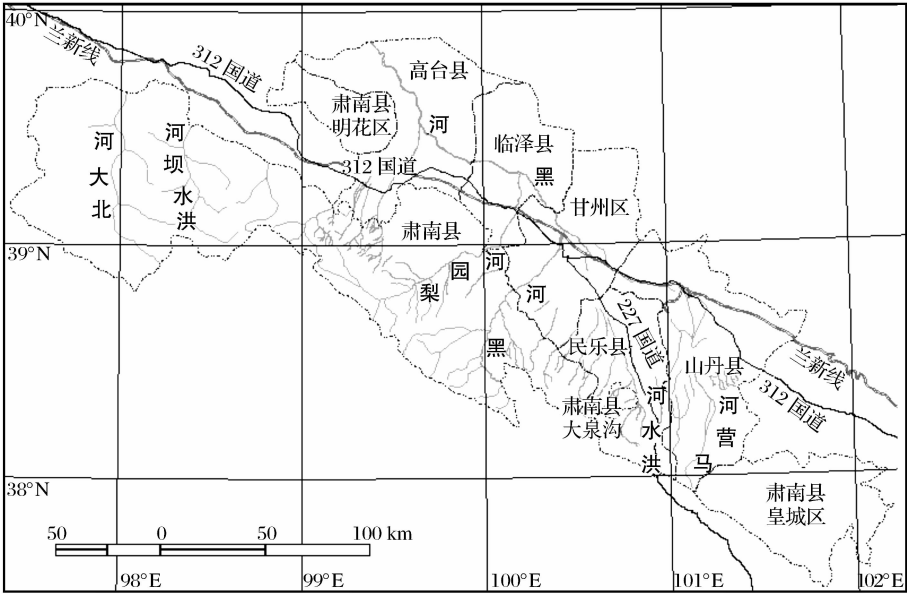 40°N
兰新线
312国道
高台县
肃南县
明花区
河
临泽县
黑
312国道
甘州区
河
大
北
河
坝
水
洪
肃南县
39°N
梨
园
河
河
黑
227国道
民乐县
山丹县
兰新线
312国道
肃南县
大泉沟
河
水
洪
河
营
马
38°N
肃南县
皇城区
50 0 50 100 km
98°E 99°E 100°E 101°E 102°E